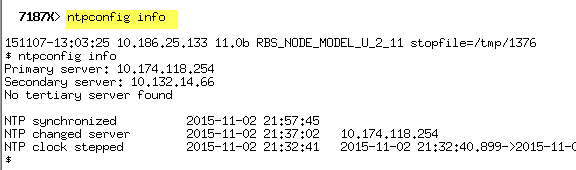 7187X> ntpconfig info
151107-13:03:25 10.186.25.133 11.0b RBS_NODE_MODEL_U_2_11 stopfile=/tmp/1376
$ ntpconfig info
Primary server: 10.174.118.254
Secondary server: 10.132.14.66
No tertiary server found
NTP synchronized 2015-11-02 21:57:45
NTP changed server 2015-11-02 21:37:02 10.174.118.254
NTP clock stepped 2015-11-02 21:32:41 2015-11-02 21:32:40.899->2015-11-0
$